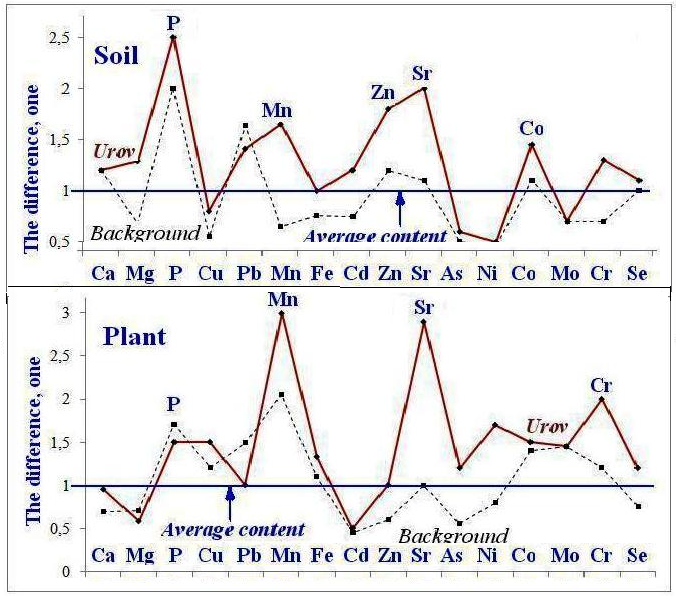 Soil
The difference, one
2,5
2
1,5
1
0,5
P
Urov
Mn
Zn
Sr
Co
Background
Average content
Ca Mg P Cu Pb Mn Fe Cd Zn Sr As Ni Co Mo Cr Se
Plant
The difference, one
3
2,5
2
1,5
1
0,5
0
P
Mn
Sr
Urov
Cr
Average content
Background
Ca Mg P Cu Pb Mn Fe Cd Zn Sr As Ni Co Mo Cr Se